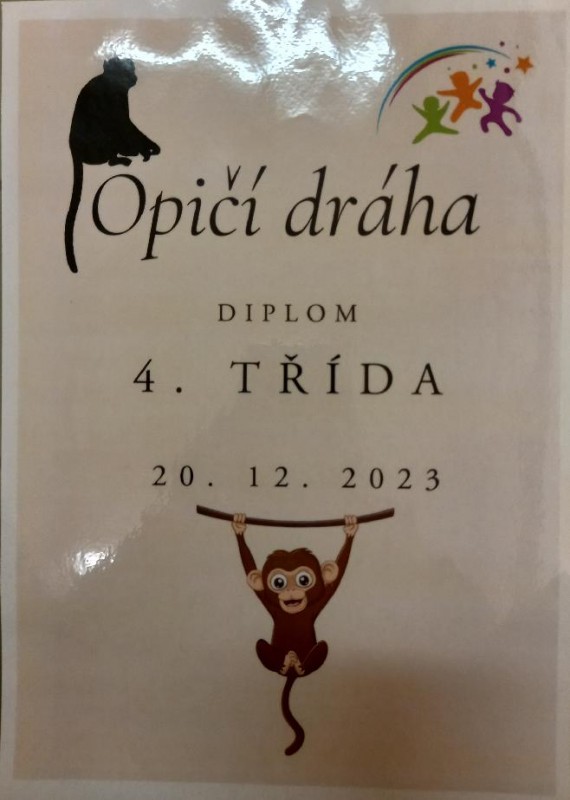 Opičí dráha
DIPLOM
4. TŘÍDA
20. 12. 2023